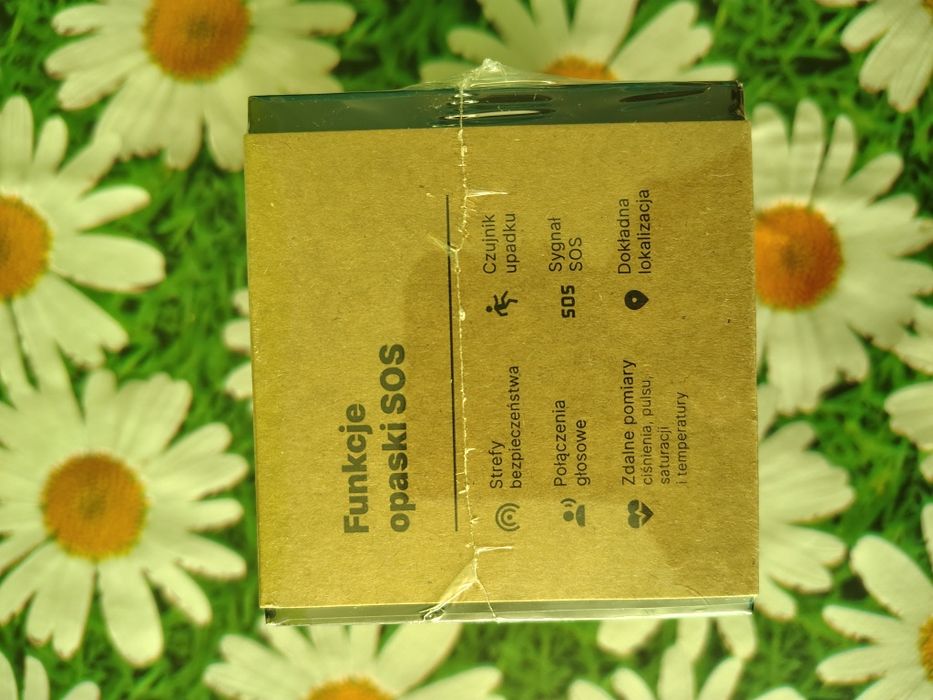 Funkcje
opaski SOS
Strefy
bezpieczeństwa
Połączenia
głosowe
Zdalne pomiary
ciśnienia, pulsu,
saturacji
i temperatury
Czujnik
upadku
SOS
Sygnał
SOS
Dokładna
lokalizacja